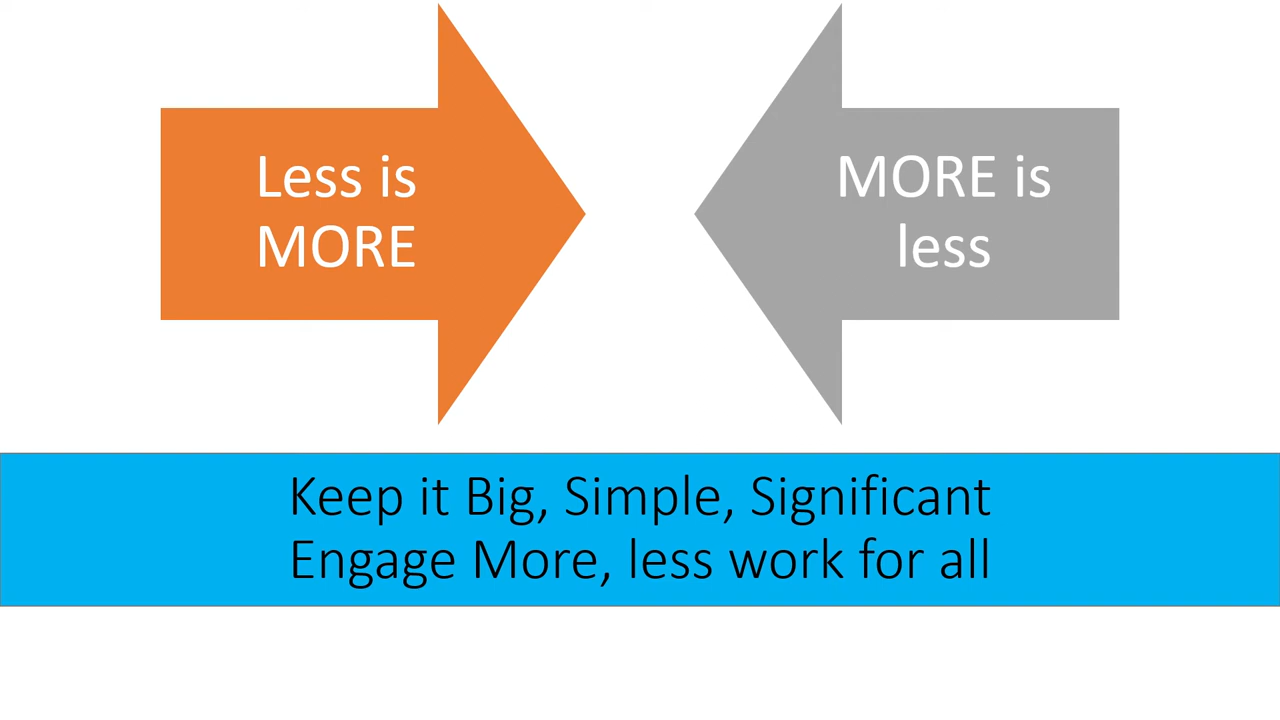 Less is
MORE
MORE is
less
Keep it Big, Simple, Significant
Engage More, less work for all